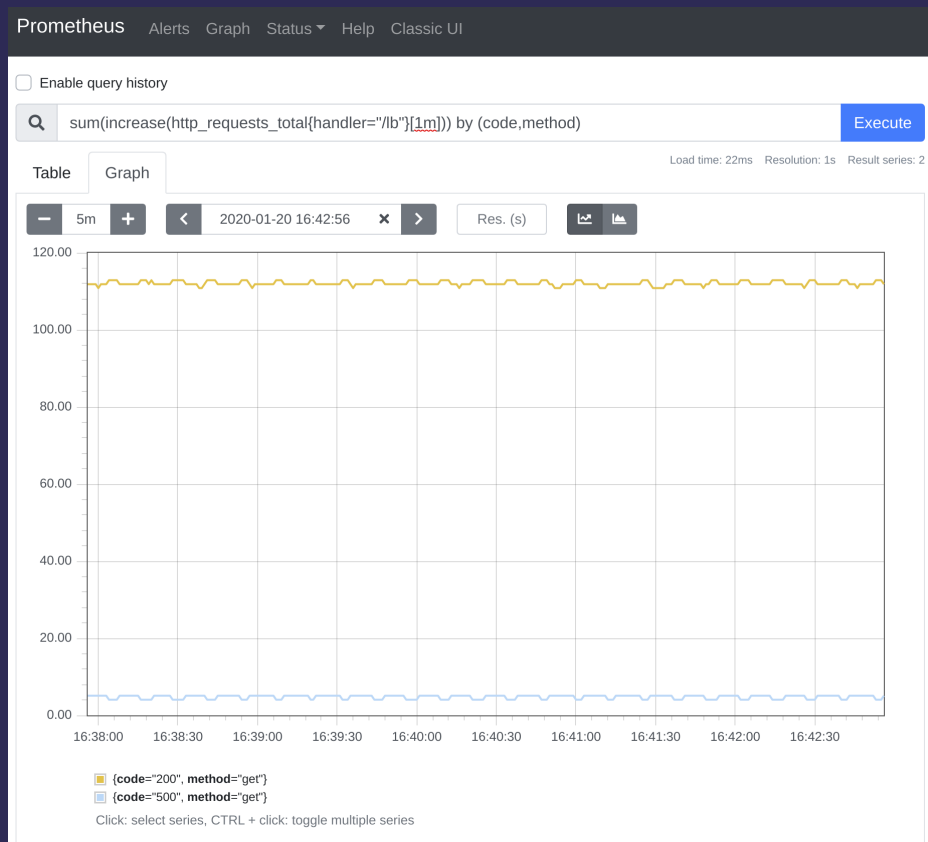 Prometheus Alerts Graph Status Help Classic UI
Enable query history
sum(increase(http_requests_total{handler="/lb"}[1m])) by (code,method) Execute
Load time: 22ms Resolution: 1s Result series: 2
Table Graph
5m 2020-01-20 16:42:56 Res. (s)
120.00
100.00
80.00
60.00
40.00
20.00
0.00
16:38:00 16:38:30 16:39:00 16:39:30 16:40:00 16:40:30 16:41:00 16:41:30 16:42:00 16:42:30
{code="200", method="get"}
{code="500", method="get"}
Click: select series, CTRL + click: toggle multiple series